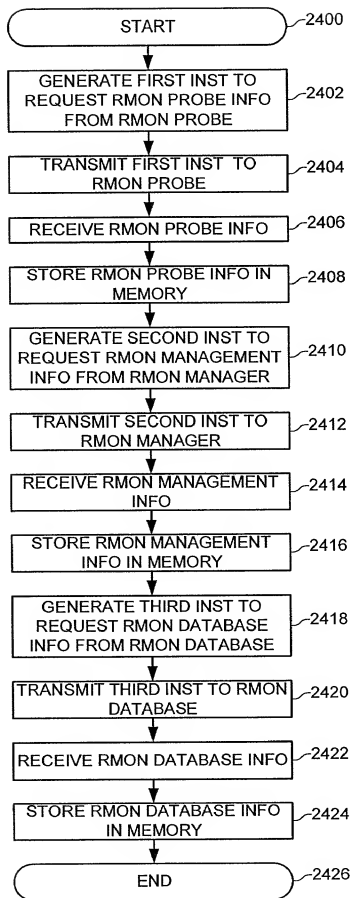 START
2400
GENERATE FIRST INST TO
REQUEST RMON PROBE INFO
FROM RMON PROBE
2402
TRANSMIT FIRST INST TO
RMON PROBE
2404
RECEIVE RMON PROBE INFO
2406
STORE RMON PROBE INFO IN
MEMORY
2408
GENERATE SECOND INST TO
REQUEST RMON MANAGEMENT
INFO FROM RMON MANAGER
2410
TRANSMIT SECOND INST TO
RMON MANAGER
2412
RECEIVE RMON MANAGEMENT
INFO
2414
STORE RMON MANAGEMENT
INFO IN MEMORY
2416
GENERATE THIRD INST TO
REQUEST RMON DATABASE
INFO FROM RMON DATABASE
2418
TRANSMIT THIRD INST TO RMON
DATABASE
2420
RECEIVE RMON DATABASE INFO
2422
STORE RMON DATABASE INFO
IN MEMORY
2424
END
2426